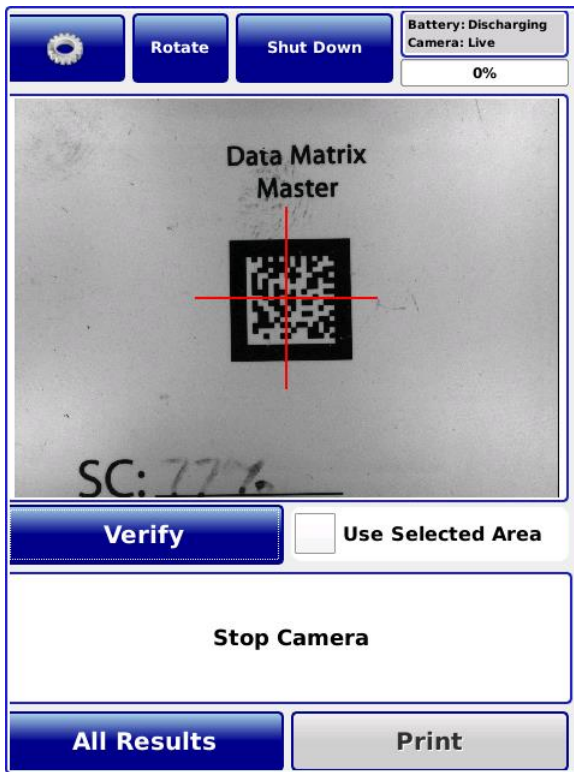 Rotate
Shut Down
Battery: Discharging
Camera: Live
0%
Data Matrix
Master
SC: 77%
Verify
Use Selected Area
Stop Camera
All Results
Print